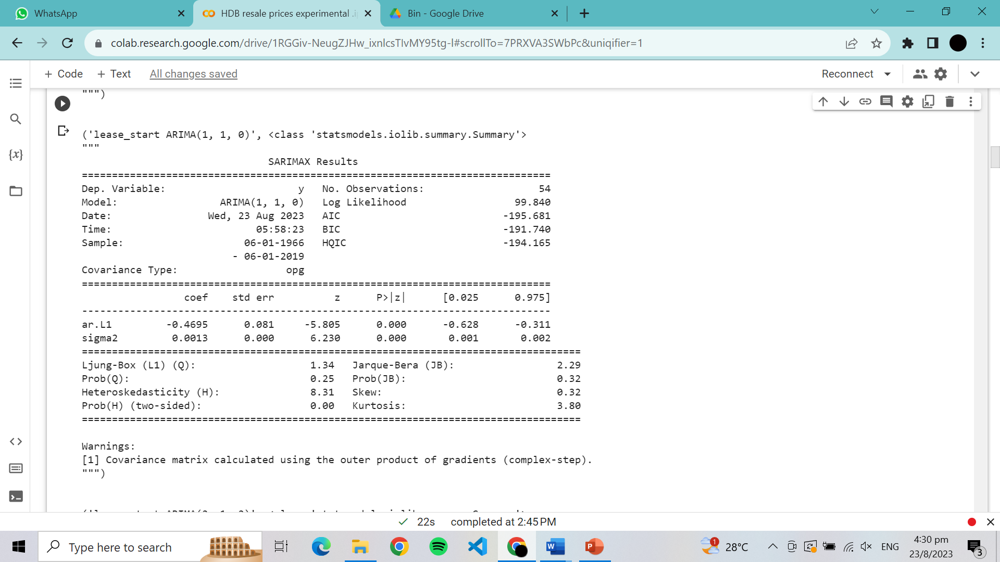 WhatsApp
HDB resale prices experimental .i
Bin - Google Drive
colab.research.google.com/drive/1RGGiv-NeugZJHw_ixnlcsTIvMY95tg-l#scrollTo=7PRXVA3SWbPc&uniqifier=1
+ Code + Text All changes saved Reconnect
""")
('lease_start ARIMA(1, 1, 0)', <class 'statsmodels.iolib.summary.Summary'>
"""
SARIMAX Results
==============================================================================
Dep. Variable: y No. Observations: 54
Model: ARIMA(1, 1, 0) Log Likelihood 99.840
Date: Wed, 23 Aug 2023 AIC -195.681
Time: 05:58:23 BIC -191.740
Sample: 06-01-1966 HQIC -194.165
- 06-01-2019
Covariance Type: opg
==============================================================================
coef std err z P>|z| [0.025 0.975]
------------------------------------------------------------------------------
ar.L1 -0.4695 0.081 -5.805 0.000 -0.628 -0.311
sigma2 0.0013 0.000 6.230 0.000 0.001 0.002
===================================================================================
Ljung-Box (L1) (Q): 1.34 Jarque-Bera (JB): 2.29
Prob(Q): 0.25 Prob(JB): 0.32
Heteroskedasticity (H): 8.31 Skew: 0.32
Prob(H) (two-sided): 0.00 Kurtosis: 3.80
===================================================================================
Warnings:
[1] Covariance matrix calculated using the outer product of gradients (complex-step).
""")
22s completed at 2:45 PM
Type here to search
1
28°C
ENG
4:30 pm
23/8/2023
3